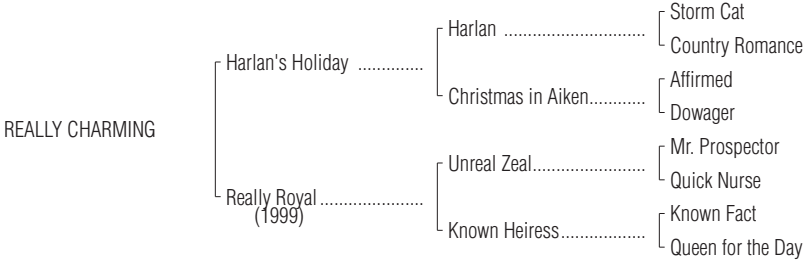 Storm Cat
Harlan ..............................
Country Romance
Harlan's Holiday ..............
Affirmed
Christmas in Aiken............
Dowager
REALLY CHARMING
Mr. Prospector
Unreal Zeal........................
Quick Nurse
Really Royal ......................
(1999)
Known Fact
Known Heiress..................
Queen for the Day